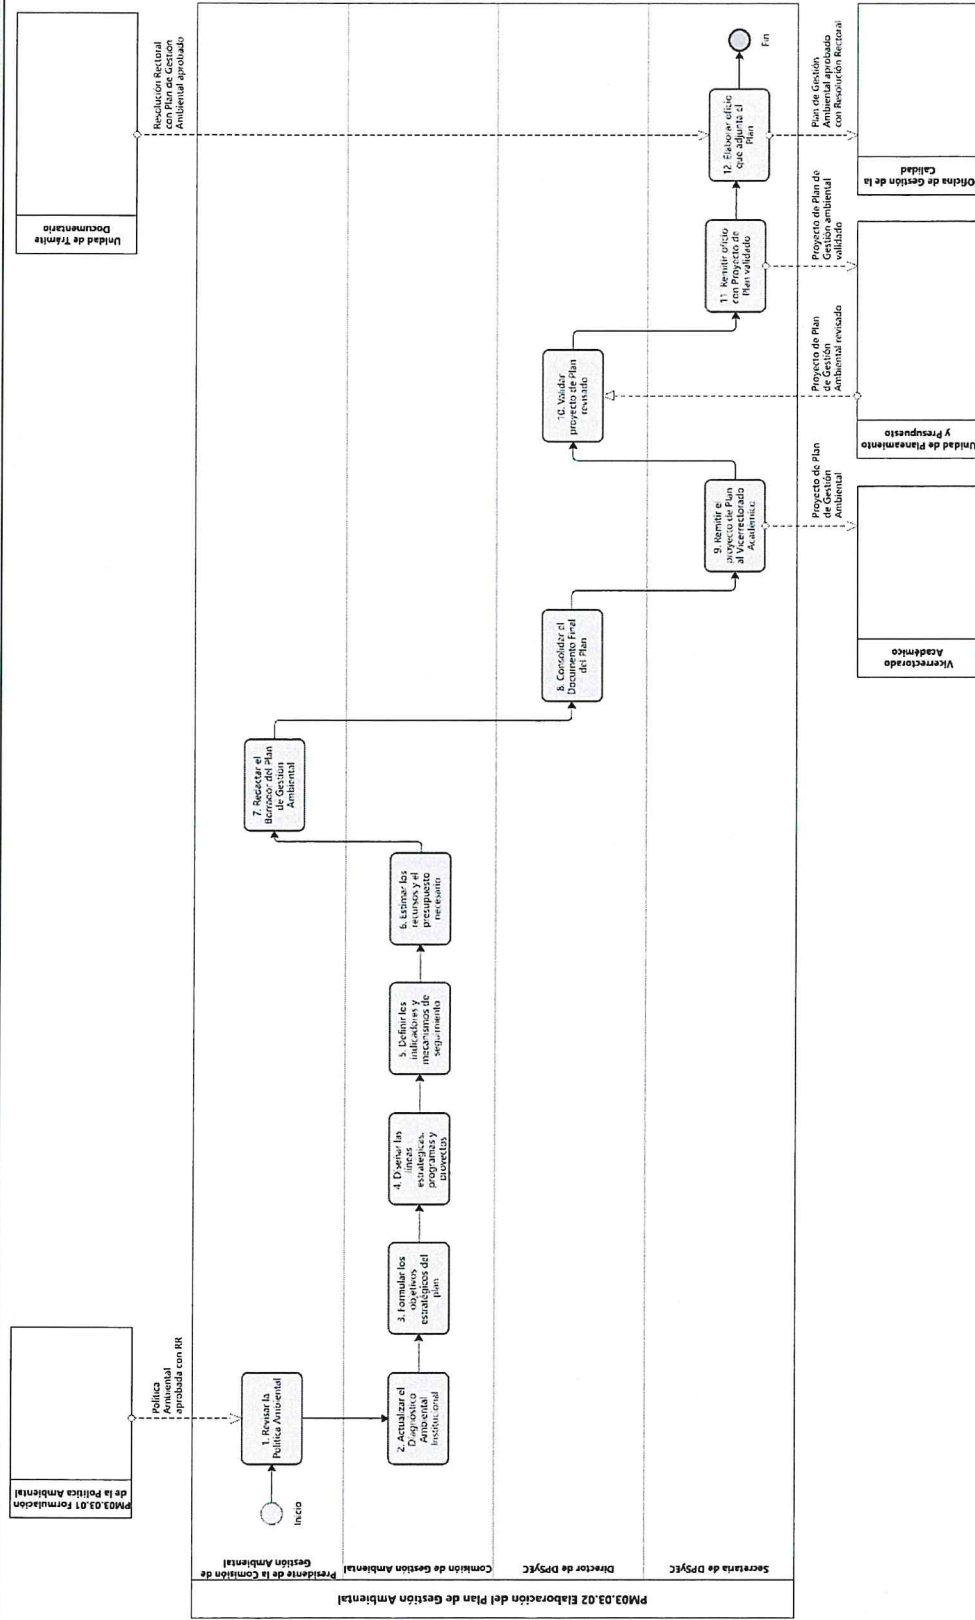 PM03.03.01 Formulación
de la Política Ambiental
Política
Ambiental
aprobada con RR
Unidad de Trámite
Documentario
Resolución Rectoral
con Plan de Gestión
Ambiental aprobado
PM03.03.02 Elaboración del Plan de Gestión Ambiental
Presidente de la Comisión de
Gestión Ambiental
Comisión de Gestión Ambiental
Director de DPSyEC
Secretaria de DPSyEC
Inicio
1. Revisar la
Política Ambiental
2. Actualizar el
Diagnóstico
Ambiental
Institucional
3. Formular los
objetivos
estratégicos del
plan
4. Diseñar las
líneas
estratégicas,
programas y
proyectos
5. Definir los
indicadores y
mecanismos de
seguimiento
6. Estimar los
recursos y el
presupuesto
necesario
7. Redactar el
Borrador del Plan
de Gestión
Ambiental
8. Consolidar el
Documento Final
del Plan
9. Remitir el
proyecto de Plan
al Vicerrectorado
Académico
10. Validar
proyecto de Plan
revisado
11. Remitir oficio
con Proyecto de
Plan validado
12. Elaborar oficio
que adjunta el
Plan
Fin
Proyecto de Plan
de Gestión
Ambiental
Proyecto de Plan
de Gestión
Ambiental revisado
Proyecto de Plan de
Gestión ambiental
validado
Plan de Gestión
Ambiental aprobado
con Resolución Rectoral
Vicerrectorado
Académico
Unidad de Planeamiento
y Presupuesto
Oficina de Gestión de la
Calidad